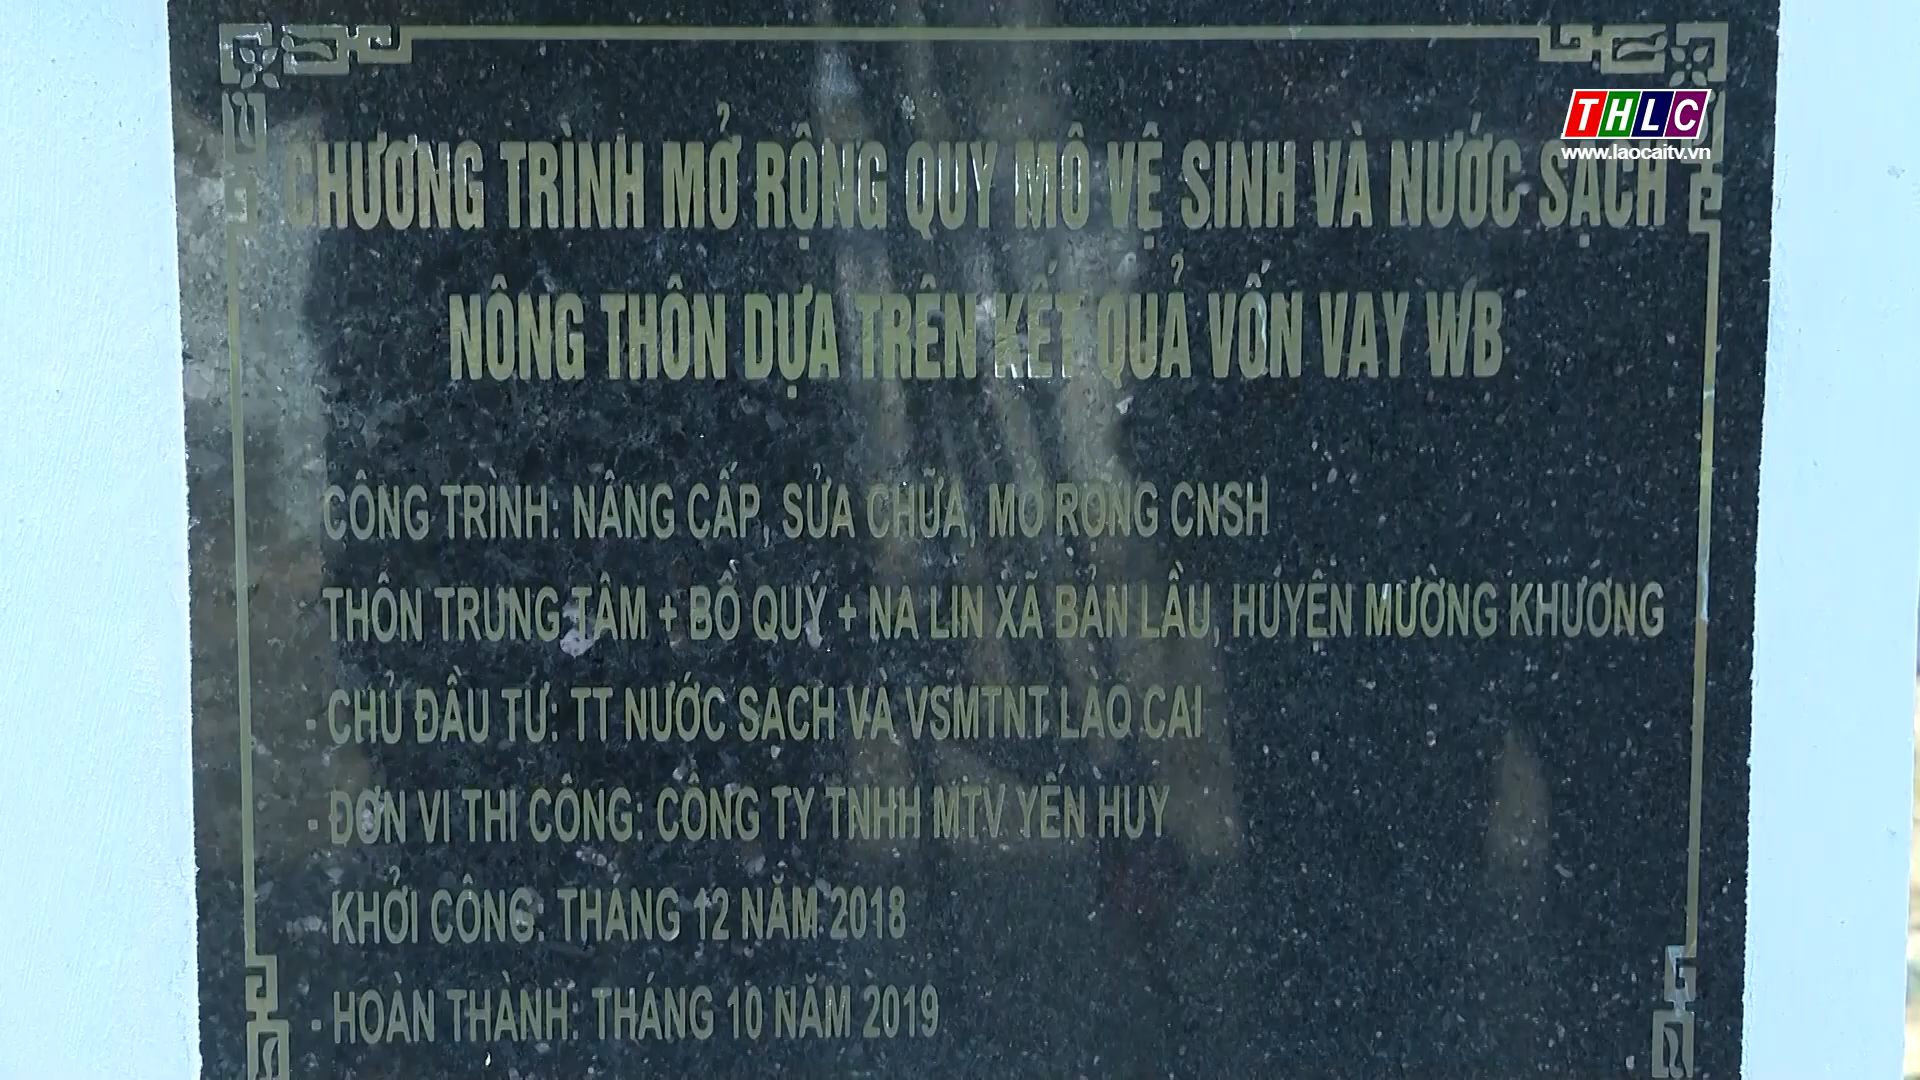 THLC
www.laocaitv.vn
CHƯƠNG TRÌNH MỞ RỘNG QUY MÔ VỆ SINH VÀ NƯỚC SẠCH
NÔNG THÔN DỰA TRÊN KẾT QUẢ VỐN VAY WB
CÔNG TRÌNH: NÂNG CẤP, SỬA CHỮA, MỞ RỘNG CNSH
THÔN TRUNG TÂM + BỒ QUÝ + NA LIN XÃ BẢN LẦU, HUYỆN MƯỜNG KHƯƠNG
- CHỦ ĐẦU TƯ: TT NƯỚC SẠCH VÀ VSMTNT LÀO CAI
- ĐƠN VỊ THI CÔNG: CÔNG TY TNHH MTV YẾN HUY
KHỞI CÔNG: THÁNG 12 NĂM 2018
- HOÀN THÀNH: THÁNG 10 NĂM 2019